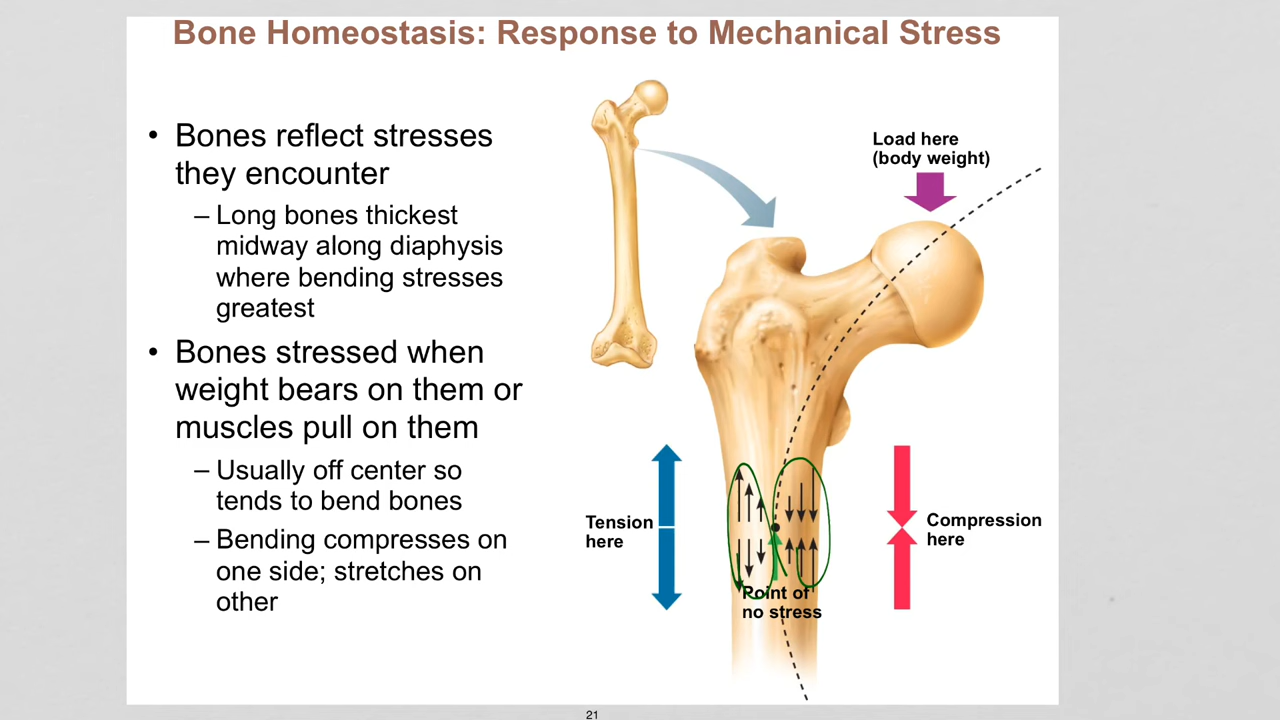 Bone Homeostasis: Response to Mechanical Stress
• Bones reflect stresses
they encounter
– Long bones thickest
midway along diaphysis
where bending stresses
greatest
• Bones stressed when
weight bears on them or
muscles pull on them
– Usually off center so
tends to bend bones
– Bending compresses on
one side; stretches on
other
Load here
(body weight)
Tension
here
Compression
here
Point of
no stress
21